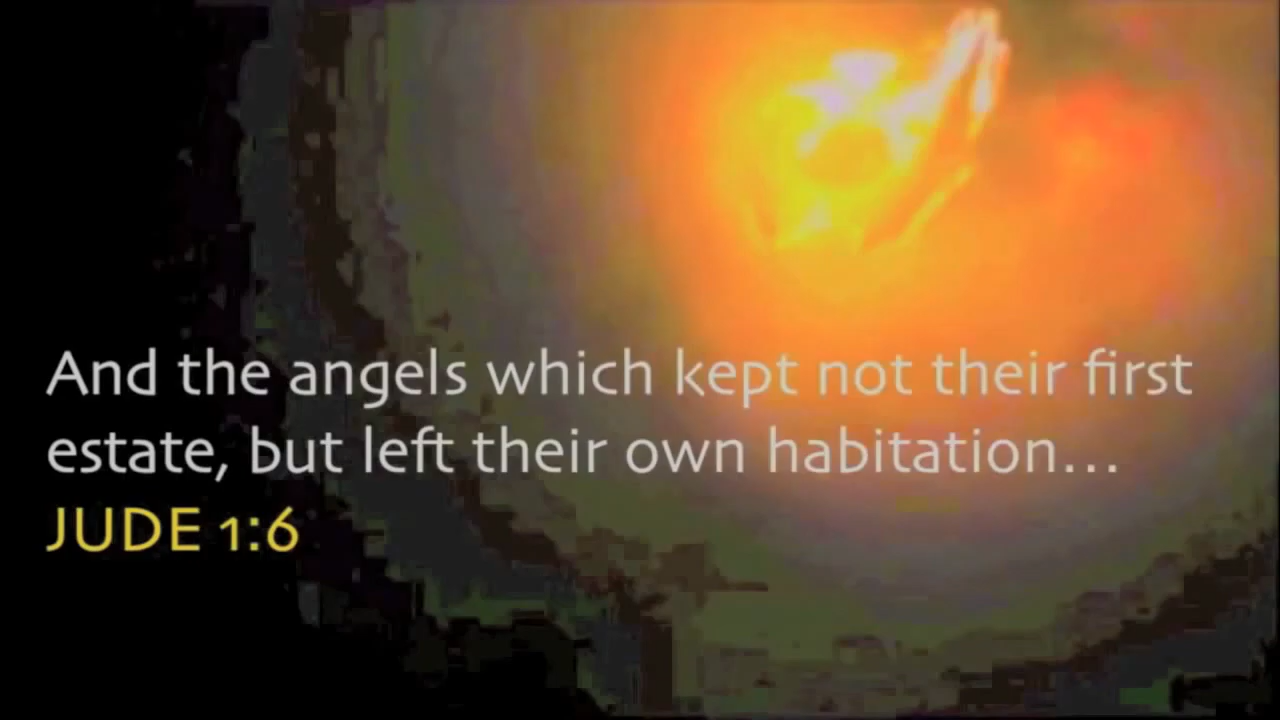 And the angels which kept not their first
estate, but left their own habitation...
JUDE 1:6